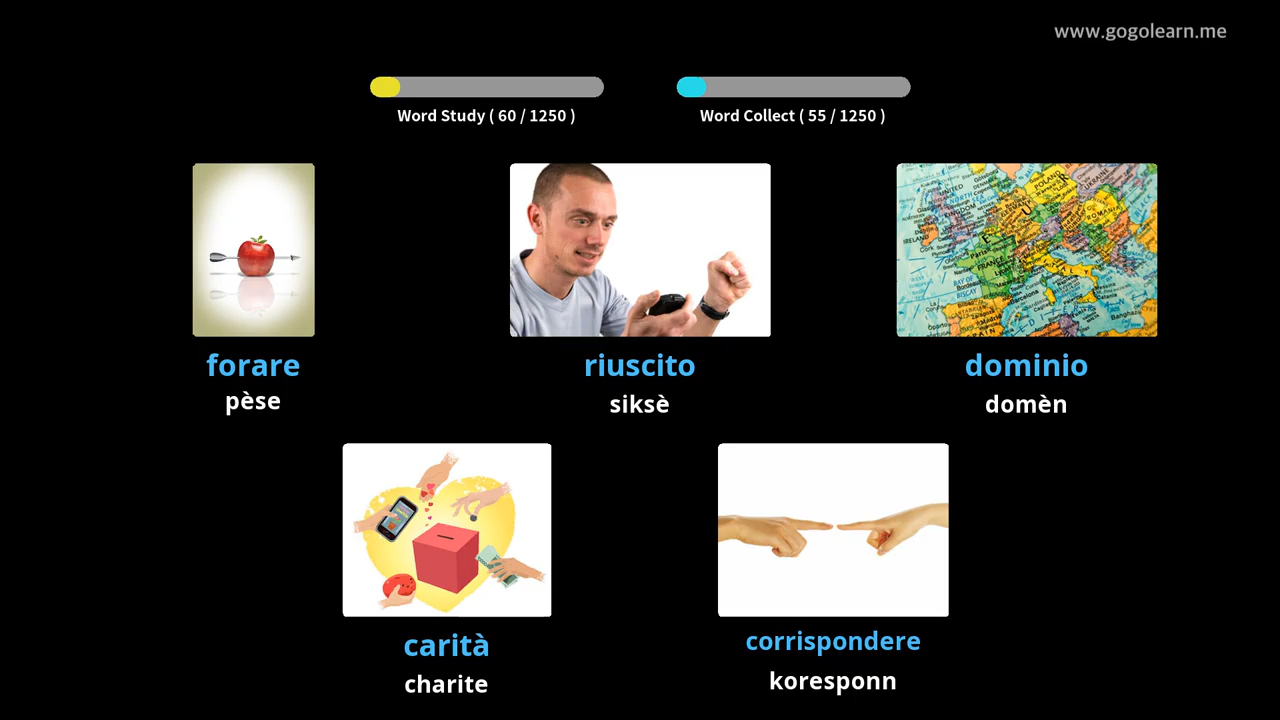 www.gogolearn.me
Word Study ( 60 / 1250 )
Word Collect ( 55 / 1250 )
forare
pèse
riuscito
siksè
dominio
domèn
carità
charite
corrispondere
koresponn